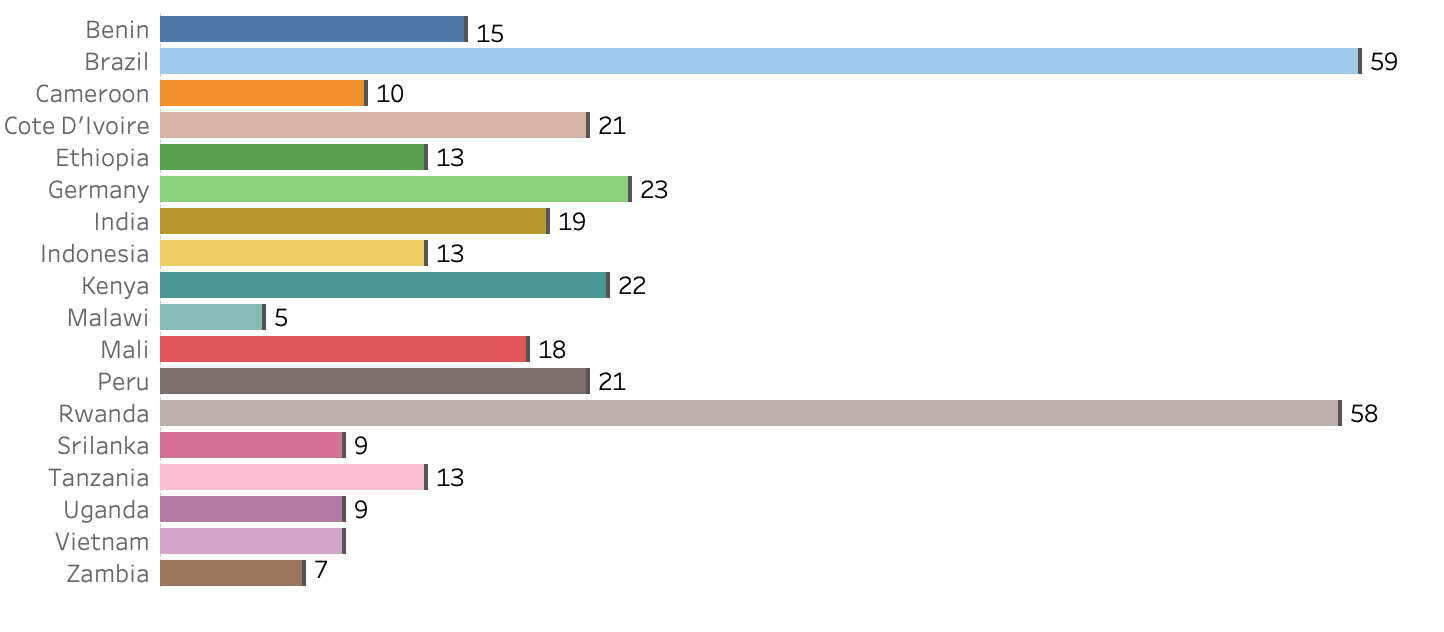 Benin 15
Brazil 59
Cameroon 10
Cote D’Ivoire 21
Ethiopia 13
Germany 23
India 19
Indonesia 13
Kenya 22
Malawi 5
Mali 18
Peru 21
Rwanda 58
Srilanka 9
Tanzania 13
Uganda 9
Vietnam
Zambia 7